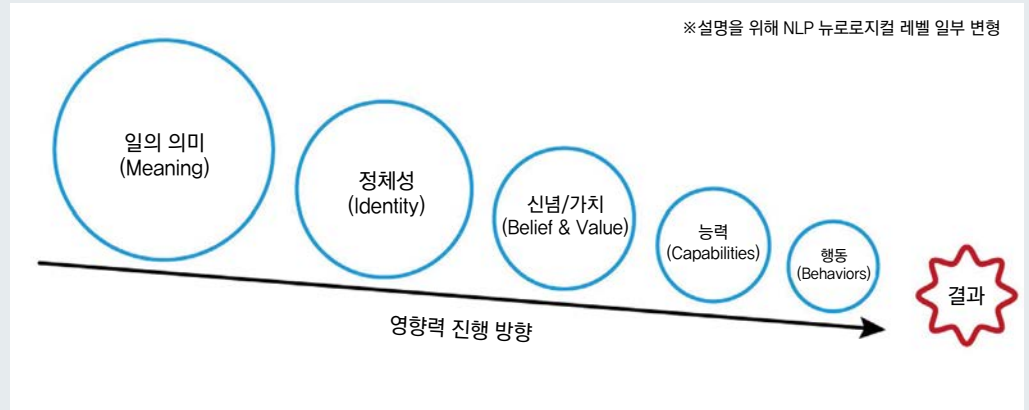 ※설명을 위해 NLP 뉴로로지컬 레벨 일부 변형
일의 의미
(Meaning)
정체성
(Identity)
신념/가치
(Belief & Value)
능력
(Capabilities)
행동
(Behaviors)
결과
영향력 진행 방향